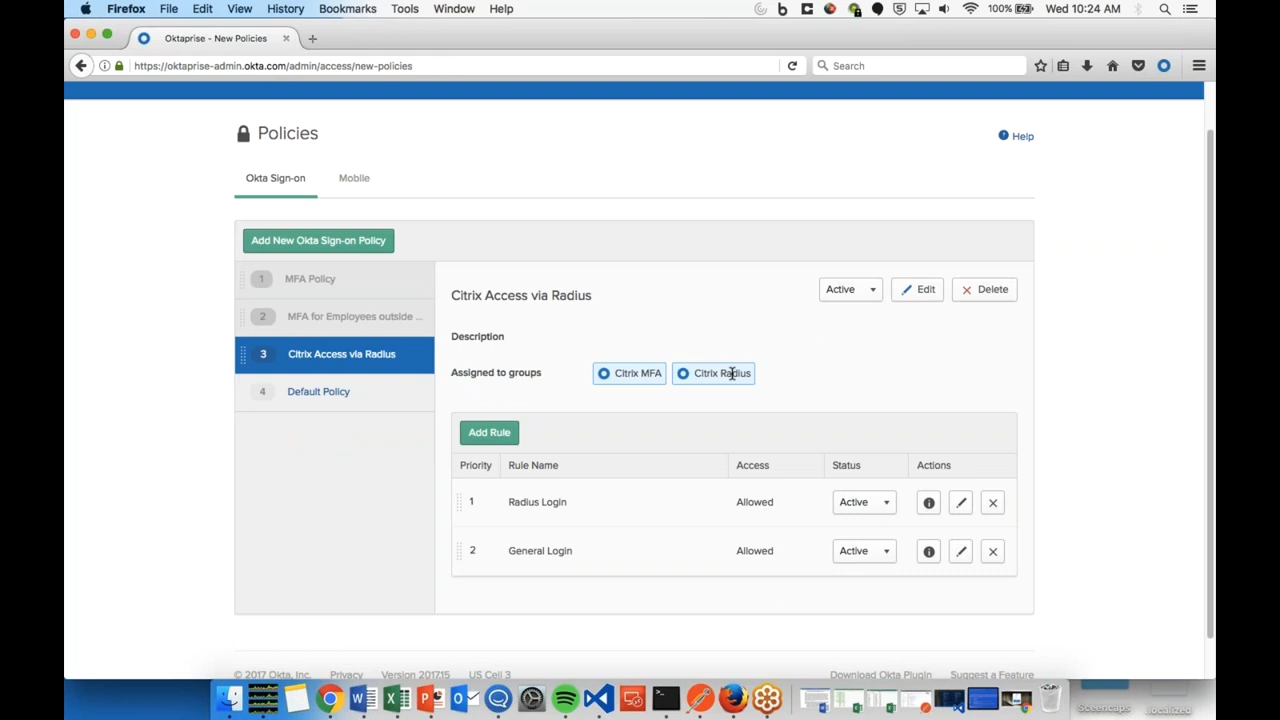 Firefox File Edit View History Bookmarks Tools Window Help 100% Wed 10:24 AM
Oktaprise - New Policies
https://oktaprise-admin.okta.com/admin/access/new-policies Search
Policies
Help
Okta Sign-on Mobile
Add New Okta Sign-on Policy
1 MFA Policy
2 MFA for Employees outside ...
3 Citrix Access via Radius
4 Default Policy
Citrix Access via Radius
Active Edit Delete
Description
Assigned to groups Citrix MFA Citrix Radius
Add Rule
Priority Rule Name Access Status Actions
1 Radius Login Allowed Active
2 General Login Allowed Active
© 2017 Okta, Inc. Privacy Version 2017.15 US Cell 3 Download Okta Plugin Suggest a Feature
Screencaps localized